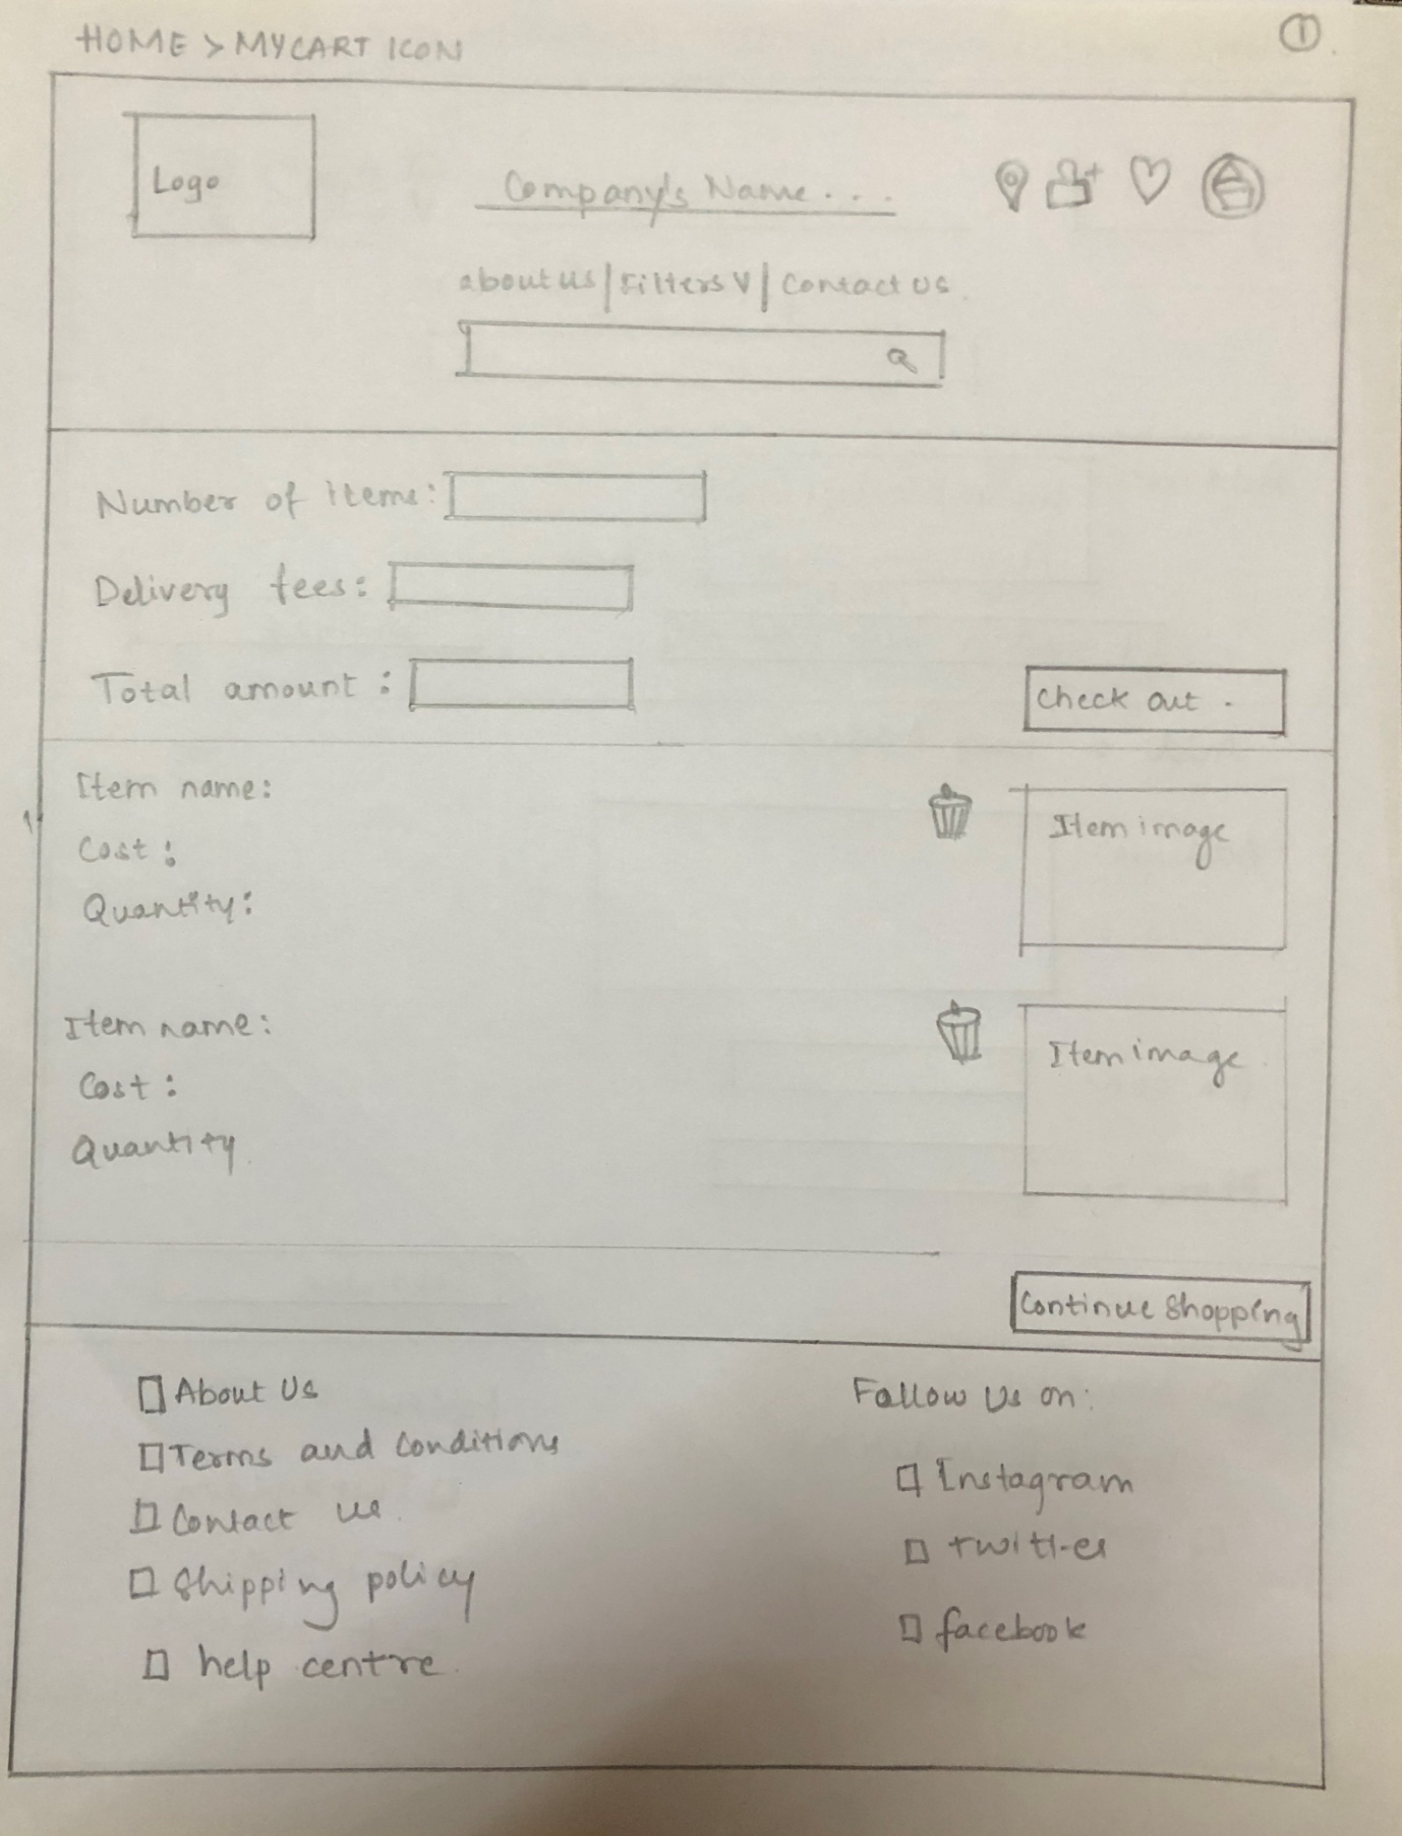 HOME > MYCART ICON
1
Logo
Company's Name...
about us | Filters V | Contact Us
Number of items:
Delivery fees:
Total amount :
Check out .
Item name:
Cost :
Quantity:
Item image
Item name:
Cost :
Quantity
Item image
Continue Shopping
About Us
Terms and Conditions
Contact us.
Shipping policy
help centre.
Follow Us on:
Instagram
twitter
facebook